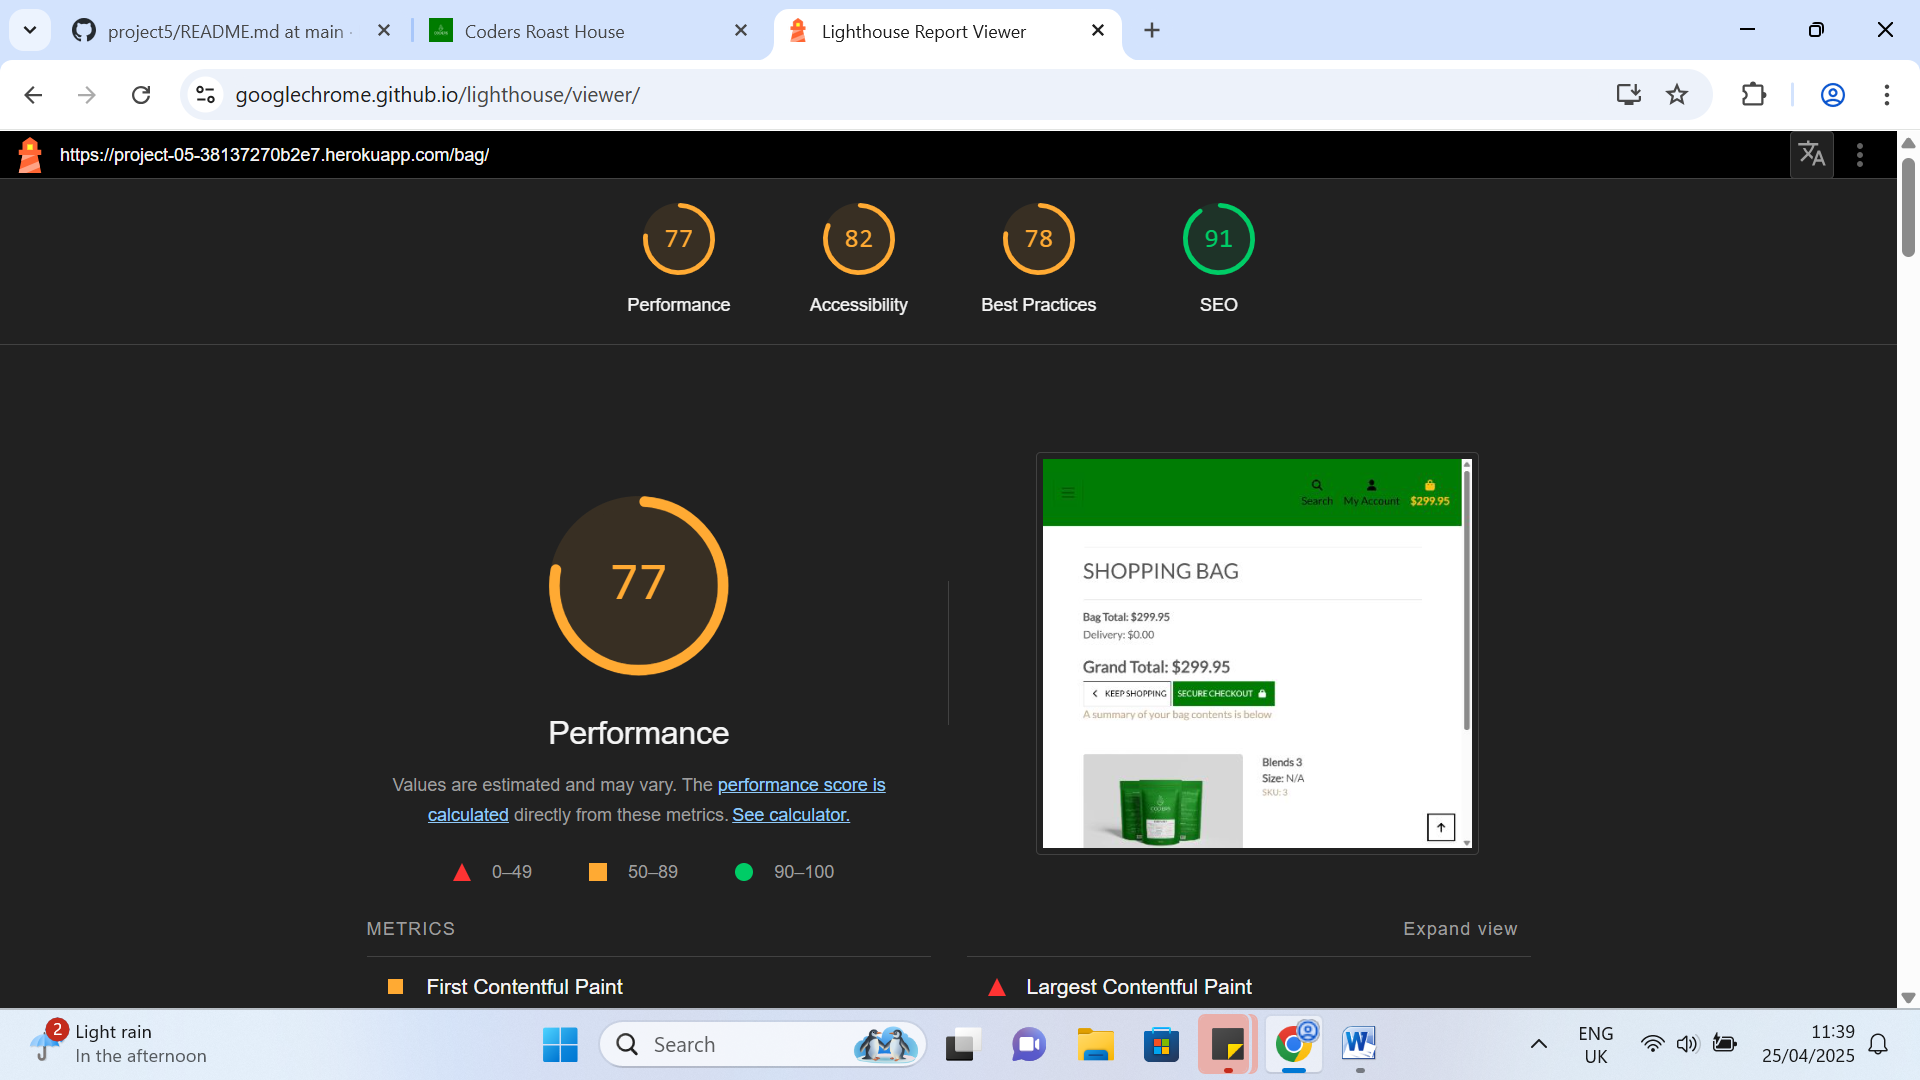 project5/README.md at main
Coders Roast House
Lighthouse Report Viewer
googlechrome.github.io/lighthouse/viewer/
https://project-05-38137270b2e7.herokuapp.com/bag/
77
82
78
91
Performance
Accessibility
Best Practices
SEO
77
Performance
Values are estimated and may vary. The performance score is
calculated directly from these metrics. See calculator.
0–49
50–89
90–100
Search
My Account
$299.95
SHOPPING BAG
Bag Total: $299.95
Delivery: $0.00
Grand Total: $299.95
KEEP SHOPPING
SECURE CHECKOUT
A summary of your bag contents is below
Blends 3
Size: N/A
SKU: 3
METRICS
Expand view
First Contentful Paint
Largest Contentful Paint
2
Light rain
In the afternoon
Search
ENG
UK
11:39
25/04/2025